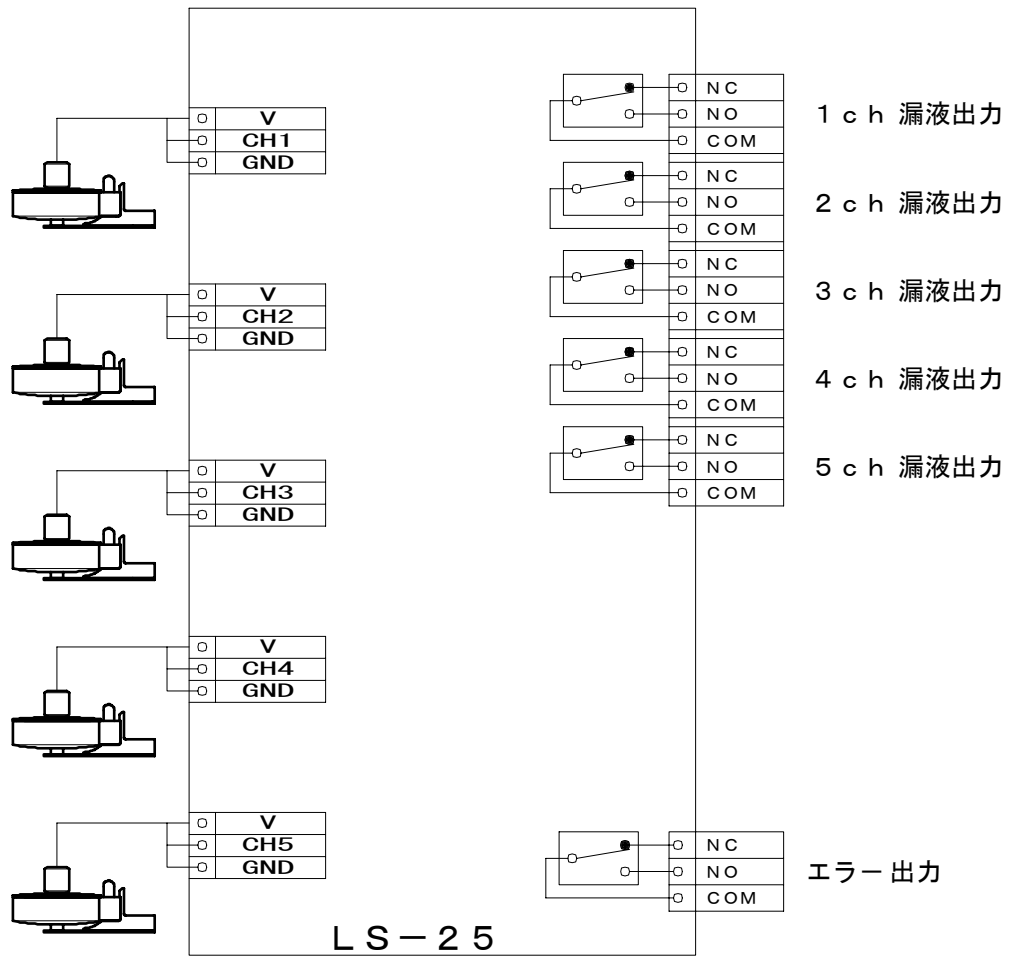 V
CH1
GND
V
CH2
GND
V
CH3
GND
V
CH4
GND
V
CH5
GND
NC
NO
COM
1ch 漏液出力
NC
NO
COM
2ch 漏液出力
NC
NO
COM
3ch 漏液出力
NC
NO
COM
4ch 漏液出力
NC
NO
COM
5ch 漏液出力
NC
NO
COM
エラー出力
LS-25